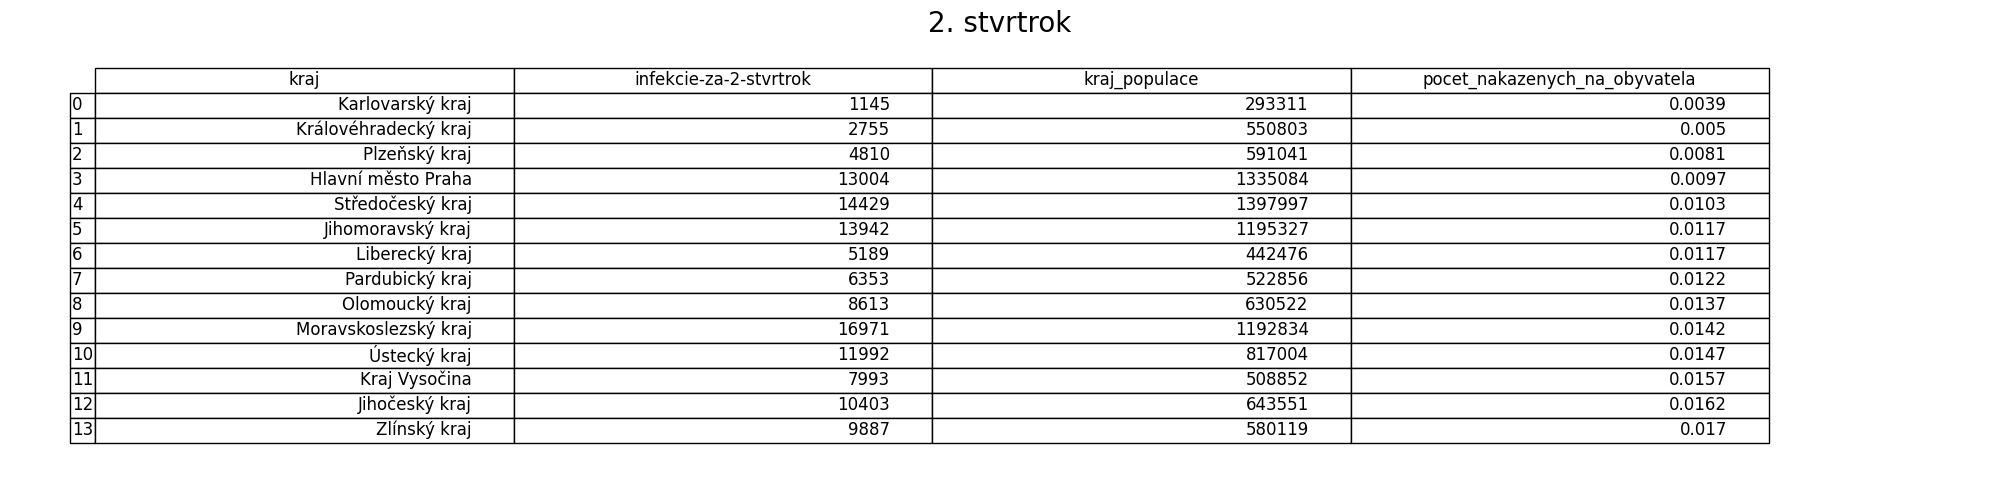 2. stvrtrok
kraj infekcie-za-2-stvrtrok kraj_populace pocet_nakazenych_na_obyvatela
0 Karlovarský kraj 1145 293311 0.0039
1 Královéhradecký kraj 2755 550803 0.005
2 Plzeňský kraj 4810 591041 0.0081
3 Hlavní město Praha 13004 1335084 0.0097
4 Středočeský kraj 14429 1397997 0.0103
5 Jihomoravský kraj 13942 1195327 0.0117
6 Liberecký kraj 5189 442476 0.0117
7 Pardubický kraj 6353 522856 0.0122
8 Olomoucký kraj 8613 630522 0.0137
9 Moravskoslezský kraj 16971 1192834 0.0142
10 Ústecký kraj 11992 817004 0.0147
11 Kraj Vysočina 7993 508852 0.0157
12 Jihočeský kraj 10403 643551 0.0162
13 Zlínský kraj 9887 580119 0.017